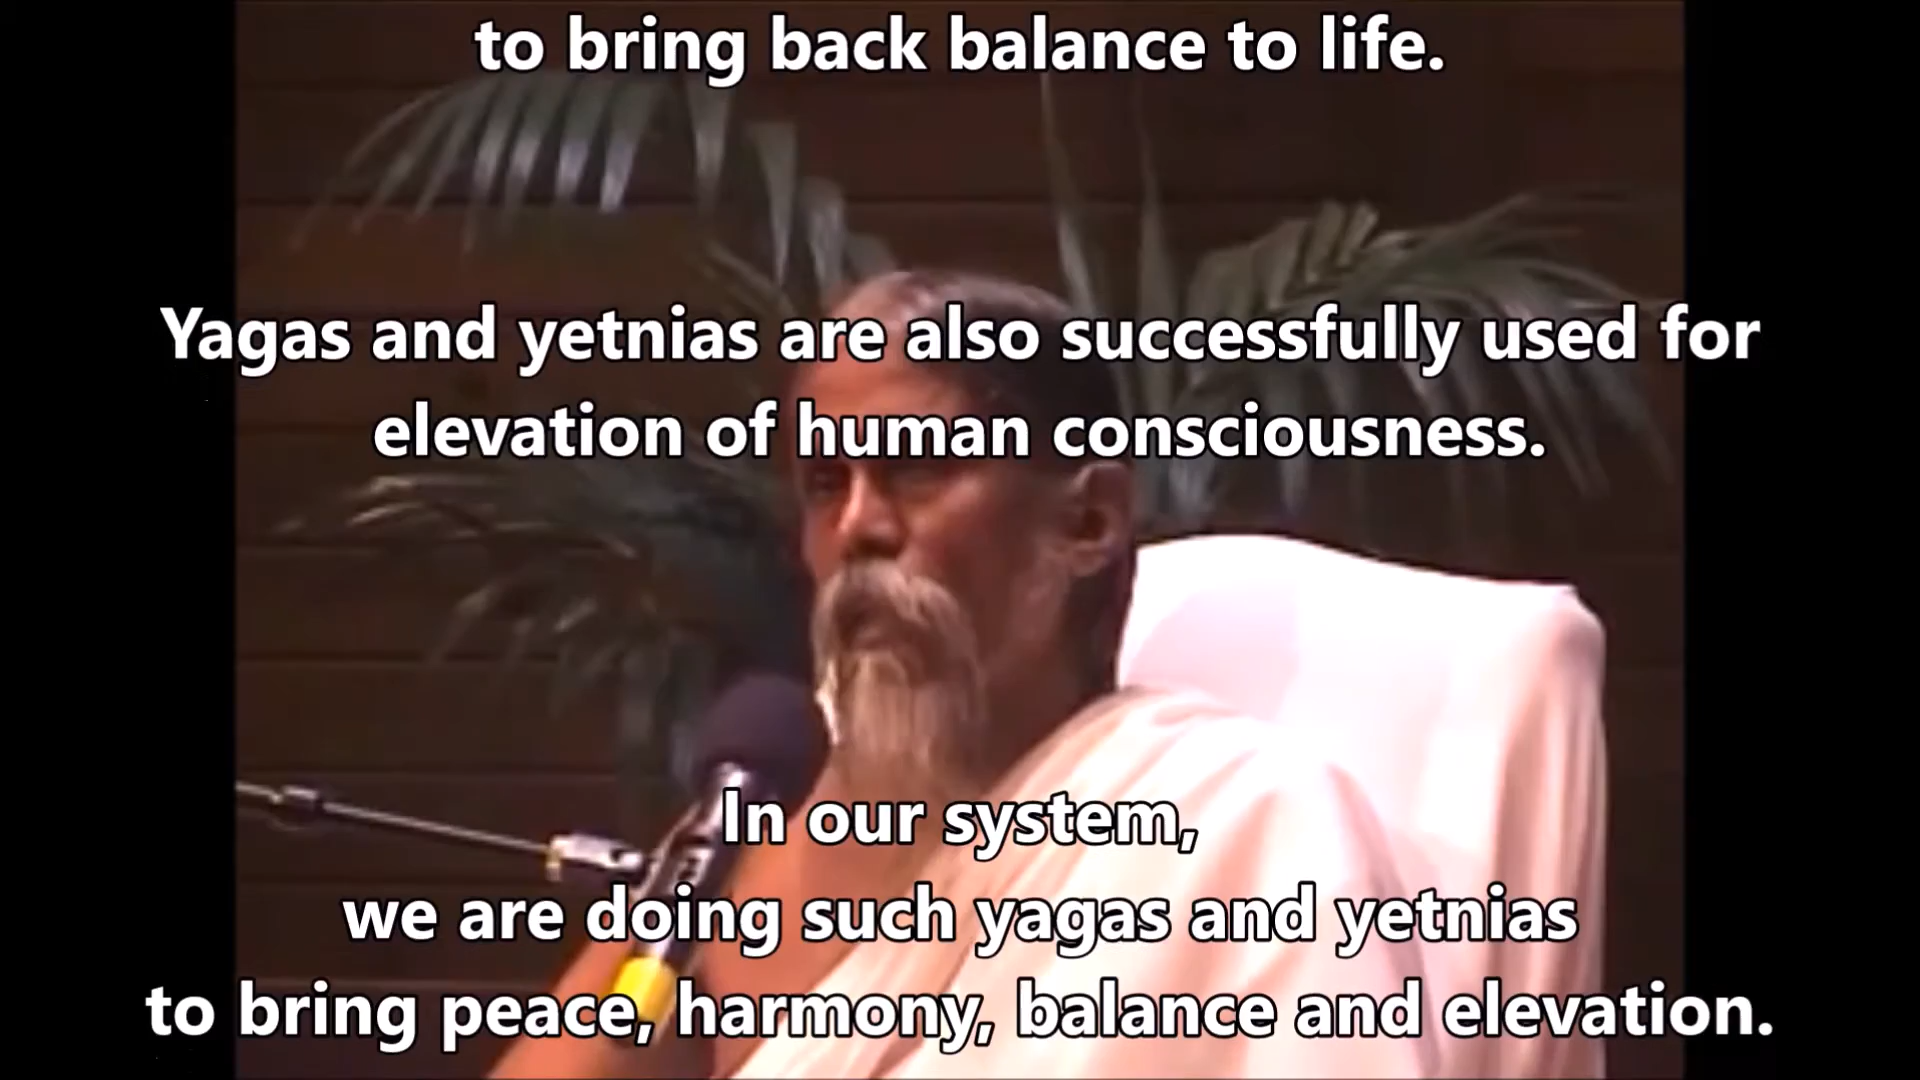 to bring back balance to life.
Yagas and yetnias are also successfully used for
elevation of human consciousness.
In our system,
we are doing such yagas and yetnias
to bring peace, harmony, balance and elevation.